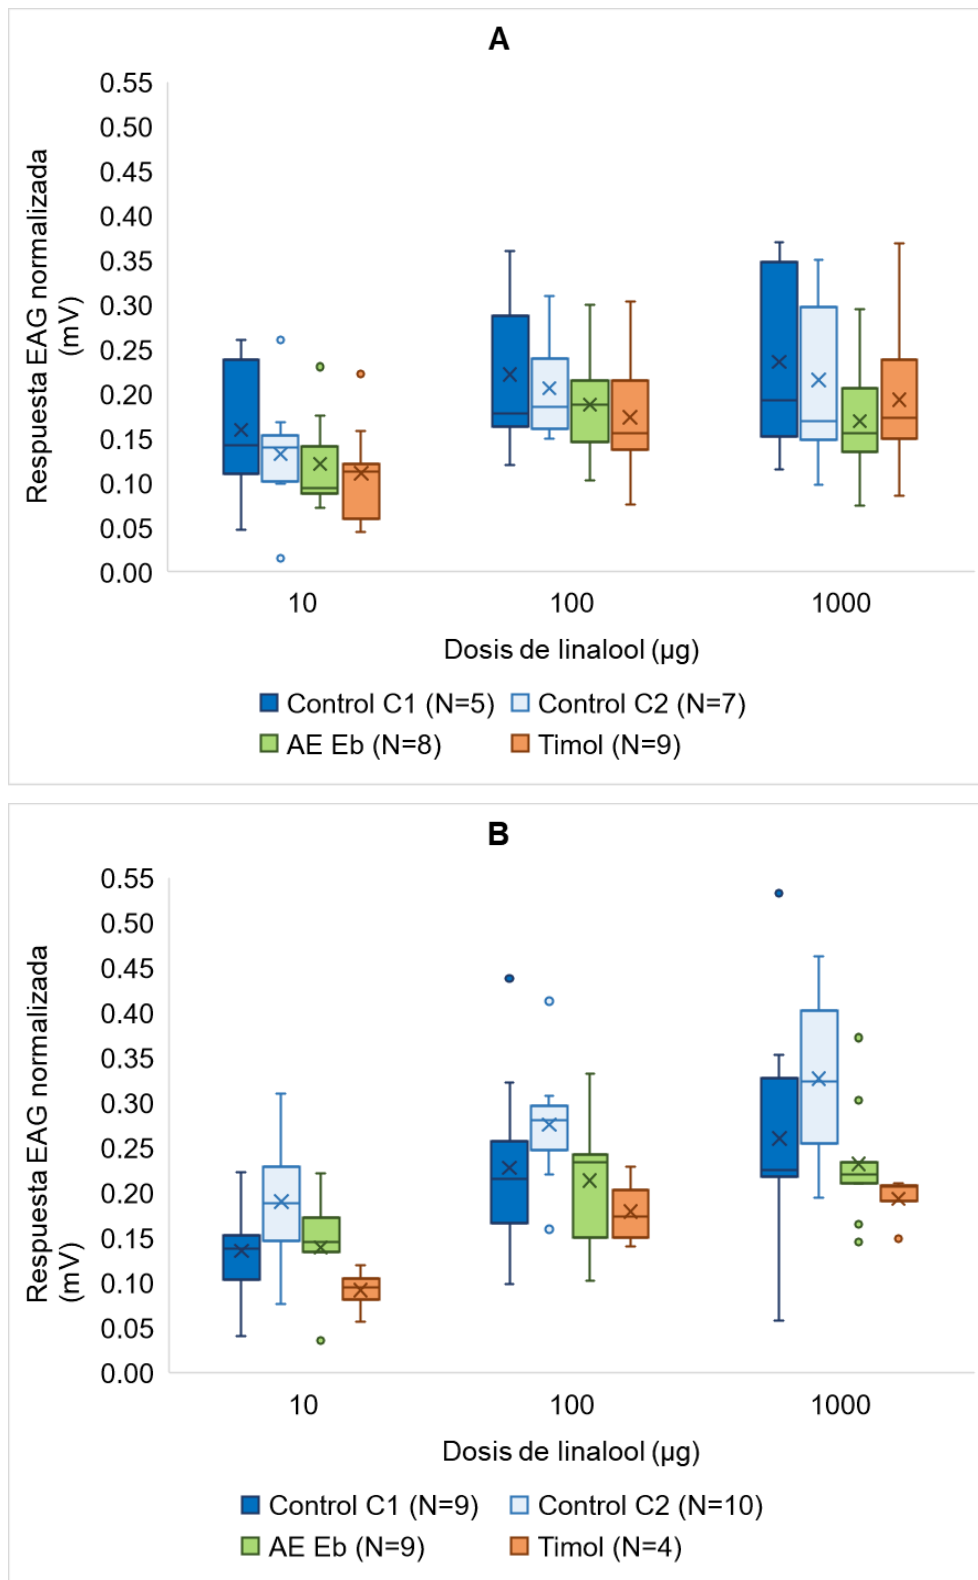 A
0.55
0.50
0.45
0.40
0.35
0.30
0.25
0.20
0.15
0.10
0.05
0.00
Respuesta EAG normalizada
(mV)
10 100 1000
Dosis de linalool (µg)
Control C1 (N=5) Control C2 (N=7)
AE Eb (N=8) Timol (N=9)
B
0.55
0.50
0.45
0.40
0.35
0.30
0.25
0.20
0.15
0.10
0.05
0.00
Respuesta EAG normalizada
(mV)
10 100 1000
Dosis de linalool (µg)
Control C1 (N=9) Control C2 (N=10)
AE Eb (N=9) Timol (N=4)